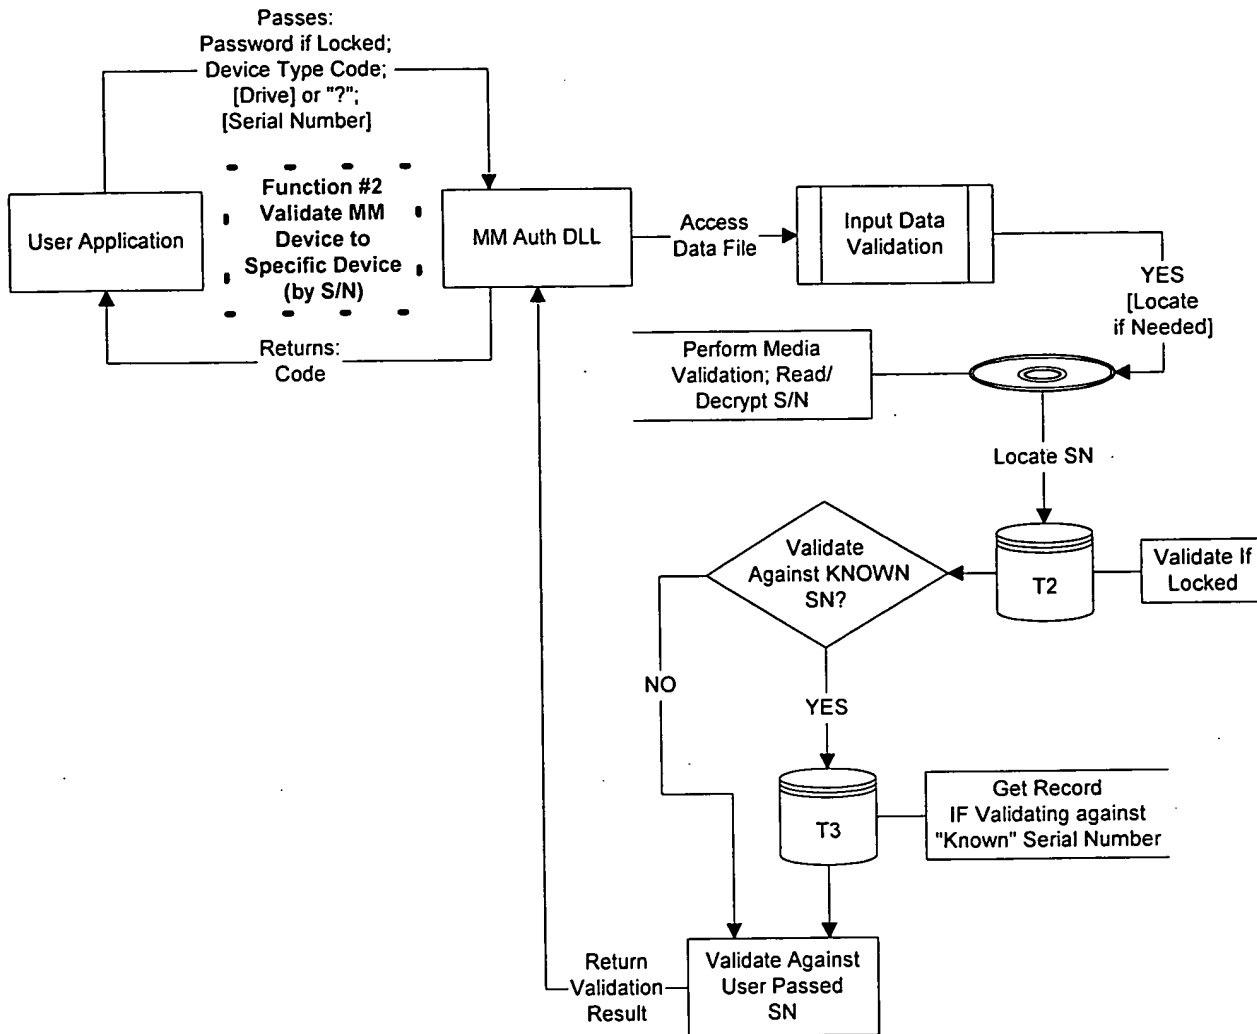 Passes:
Password if Locked;
Device Type Code;
[Drive] or "?";
[Serial Number]
User Application
Function #2
Validate MM
Device to
Specific Device
(by S/N)
MM Auth DLL
Access
Data File
Input Data
Validation
YES
[Locate
if Needed]
Returns:
Code
Perform Media
Validation; Read/
Decrypt S/N
Locate SN
Validate
Against KNOWN
SN?
T2
Validate If
Locked
NO
YES
T3
Get Record
IF Validating against
"Known" Serial Number
Return
Validation
Result
Validate Against
User Passed
SN